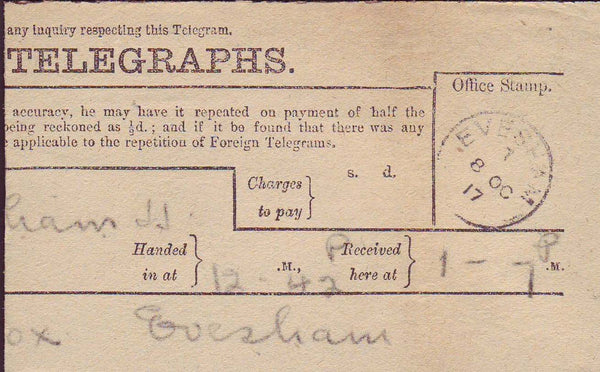 any inquiry respecting this Telegram.
TELEGRAPHS.
accuracy, he may have it repeated on payment of half the
being reckoned as ½d.; and if it be found that there was any
applicable to the repetition of Foreign Telegrams.
Office Stamp.
EVESHAM
7
8 OC
17
Charges
to pay
s. d.
ham
Handed
in at
12.42
P
.M.,
Received
here at
1-7
P
.M.
ox Evesham